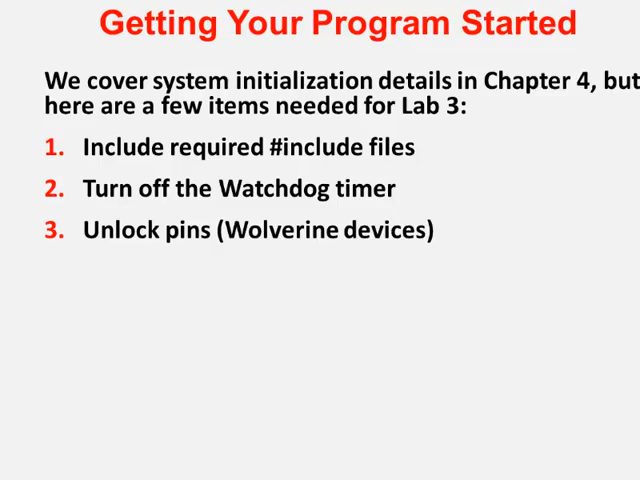 Getting Your Program Started
We cover system initialization details in Chapter 4, but
here are a few items needed for Lab 3:
1. Include required #include files
2. Turn off the Watchdog timer
3. Unlock pins (Wolverine devices)